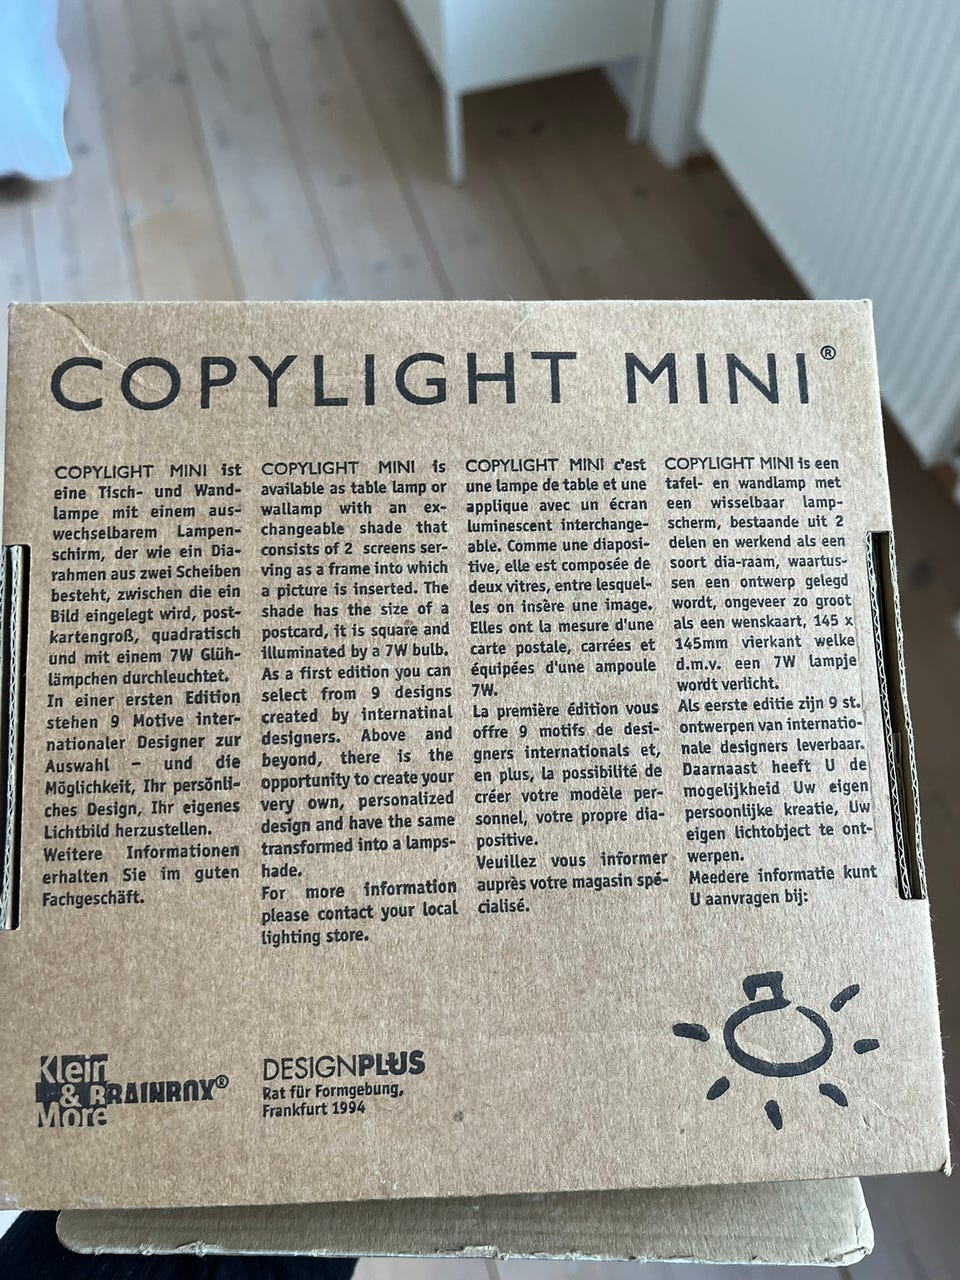 COPYLIGHT MINI®
COPYLIGHT MINI ist
eine Tisch- und Wand-
lampe mit einem aus-
wechselbarem Lampen-
schirm, der wie ein Dia-
rahmen aus zwei Scheiben
besteht, zwischen die ein
Bild eingelegt wird, post-
kartengroß, quadratisch
und mit einem 7W Glüh-
lämpchen durchleuchtet.
In einer ersten Edition
stehen 9 Motive inter-
nationaler Designer zur
Auswahl – und die
Möglichkeit, Ihr persönli-
ches Design, Ihr eigenes
Lichtbild herzustellen.
Weitere Informationen
erhalten Sie im guten
Fachgeschäft.
COPYLIGHT MINI is
available as table lamp or
wallamp with an ex-
changeable shade that
consists of 2 screens ser-
ving as a frame into which
a picture is inserted. The
shade has the size of a
postcard, it is square and
illuminated by a 7W bulb.
As a first edition you can
select from 9 designs
created by internatinal
designers. Above and
beyond, there is the
opportunity to create your
very own, personalized
design and have the same
transformed into a lamps-
hade.
For more information
please contact your local
lighting store.
COPYLIGHT MINI c'est
une lampe de table et une
applique avec un écran
luminescent interchange-
able. Comme une diaposi-
tive, elle est composée de
deux vitres, entre lesquel-
les on insère une image.
Elles ont la mesure d'une
carte postale, carrées et
équipées d'une ampoule
7W.
La première édition vous
offre 9 motifs de desi-
gners internationals et,
en plus, la possibilité de
créer votre modèle per-
sonnel, votre propre dia-
positive.
Veuillez vous informer
auprès votre magasin spé-
cialisé.
COPYLIGHT MINI is een
tafel- en wandlamp met
een wisselbaar lamp-
scherm, bestaande uit 2
delen en werkend als een
soort dia-raam, waartus-
sen een ontwerp gelegd
wordt, ongeveer zo groot
als een wenskaart, 145 x
145mm vierkant welke
d.m.v. een 7W lampje
wordt verlicht.
Als eerste editie zijn 9 st.
ontwerpen van internatio-
nale designers leverbaar.
Daarnaast heeft U de
mogelijkheid Uw eigen
persoonlijke kreatie, Uw
eigen lichtobject te ont-
werpen.
Meedere informatie kunt
U aanvragen bij:
Klein
& BRAINBOX®
More
DESIGNPLUS
Rat für Formgebung,
Frankfurt 1994